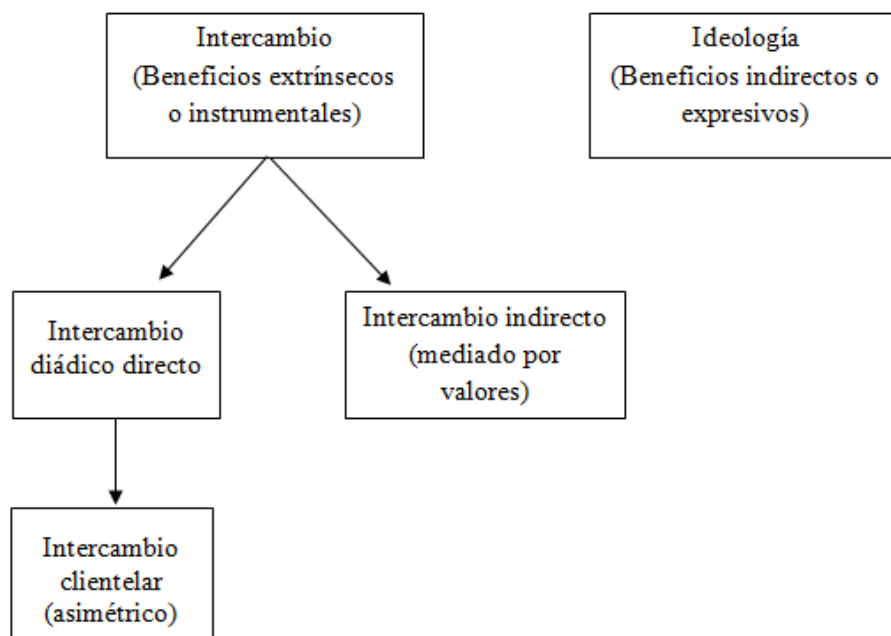 Intercambio
(Beneficios extrínsecos
o instrumentales)
Ideología
(Beneficios indirectos o
expresivos)
Intercambio
diádico directo
Intercambio indirecto
(mediado por
valores)
Intercambio
clientelar
(asimétrico)